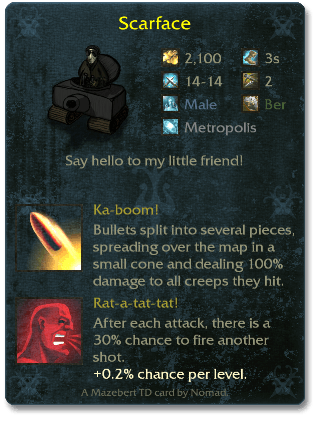 Scarface
2,100
3s
14-14
2
Male
Ber
Metropolis
Say hello to my little friend!
Ka-boom!
Bullets split into several pieces,
spreading over the map in a
small cone and dealing 100%
damage to all creeps they hit.
Rat-a-tat-tat!
After each attack, there is a
30% chance to fire another
shot.
+0.2% chance per level.
A Mazebert TD card by Nomad.